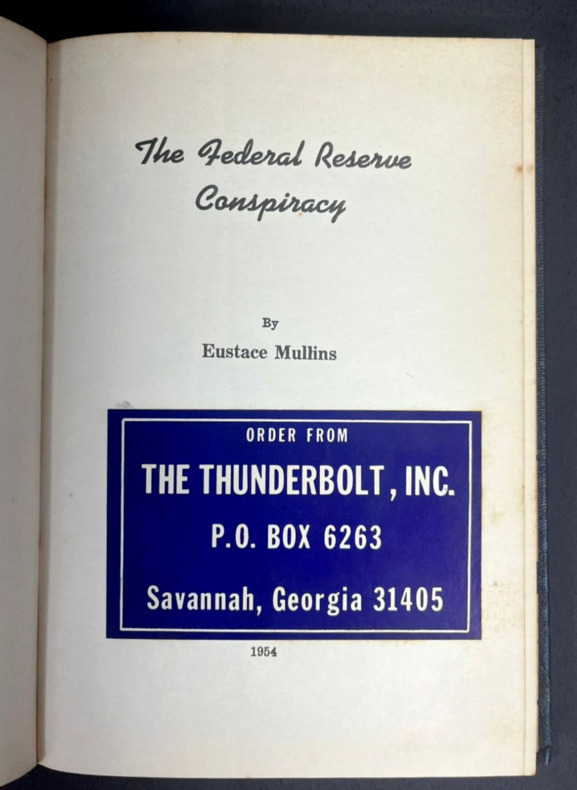 The Federal Reserve
Conspiracy
By
Eustace Mullins
ORDER FROM
THE THUNDERBOLT, INC.
P.O. BOX 6263
Savannah, Georgia 31405
1954